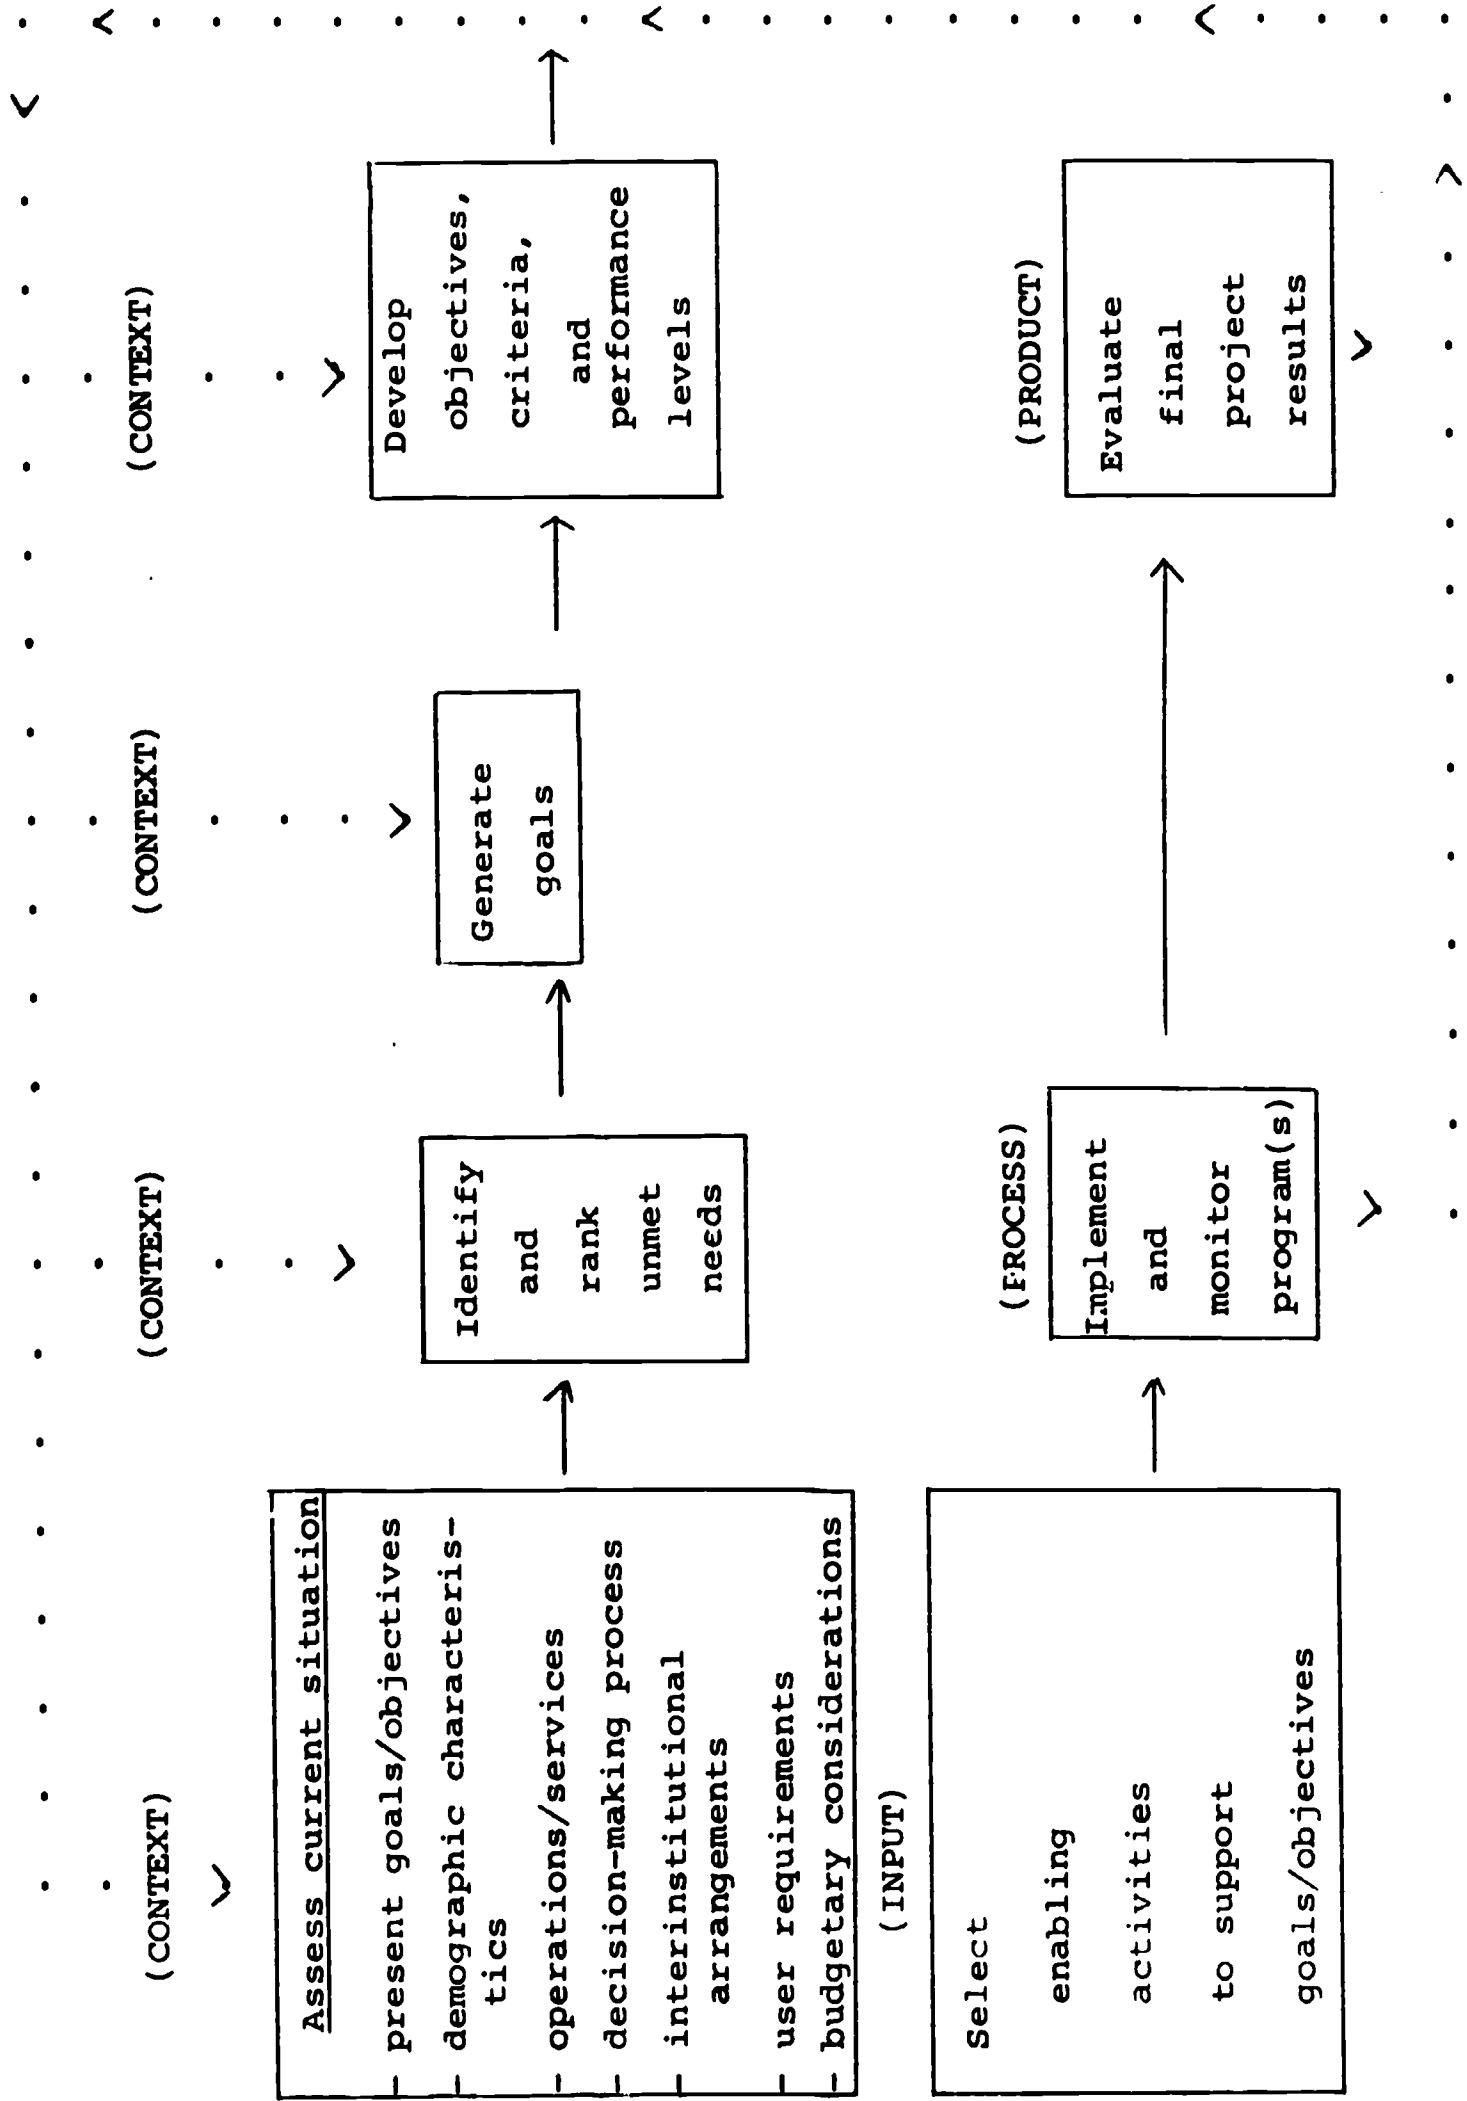 (CONTEXT)
(CONTEXT)
(CONTEXT)
(CONTEXT)
Assess current situation
- present goals/objectives
- demographic characteris-
tics
- operations/services
- decision-making process
- interinstitutional
arrangements
- user requirements
- budgetary considerations
Identify
and
rank
unmet
needs
Generate
goals
Develop
objectives,
criteria,
and
performance
levels
(INPUT)
Select
enabling
activities
to support
goals/objectives
(PROCESS)
Implement
and
monitor
program(s)
(PRODUCT)
Evaluate
final
project
results